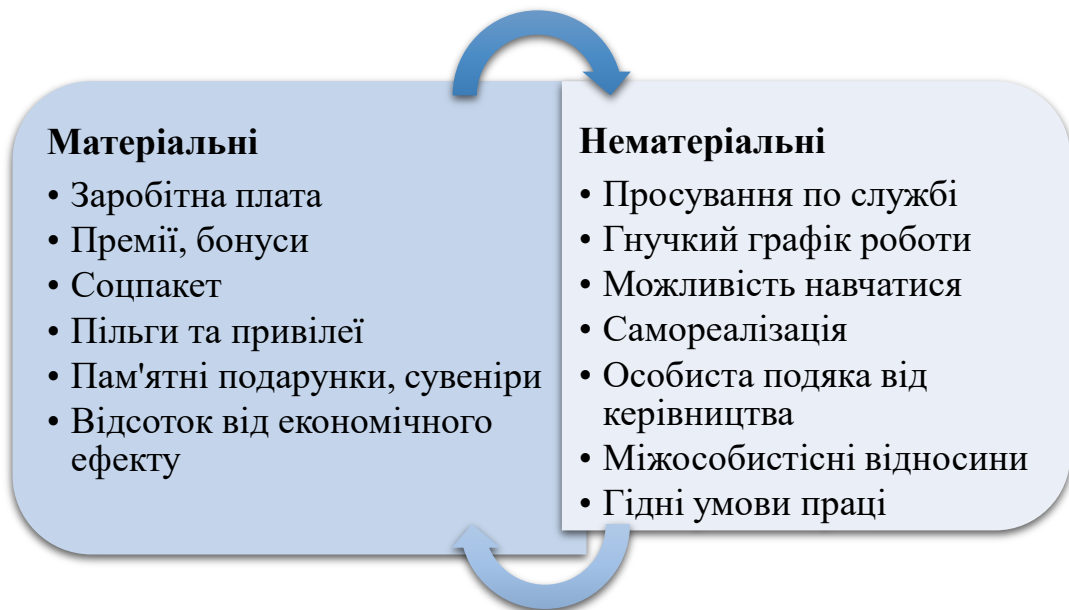 Матеріальні
• Заробітна плата
• Премії, бонуси
• Соцпакет
• Пільги та привілеї
• Пам'ятні подарунки, сувеніри
• Відсоток від економічного
ефекту
Нематеріальні
• Просування по службі
• Гнучкий графік роботи
• Можливість навчатися
• Самореалізація
• Особиста подяка від
керівництва
• Міжособистісні відносини
• Гідні умови праці